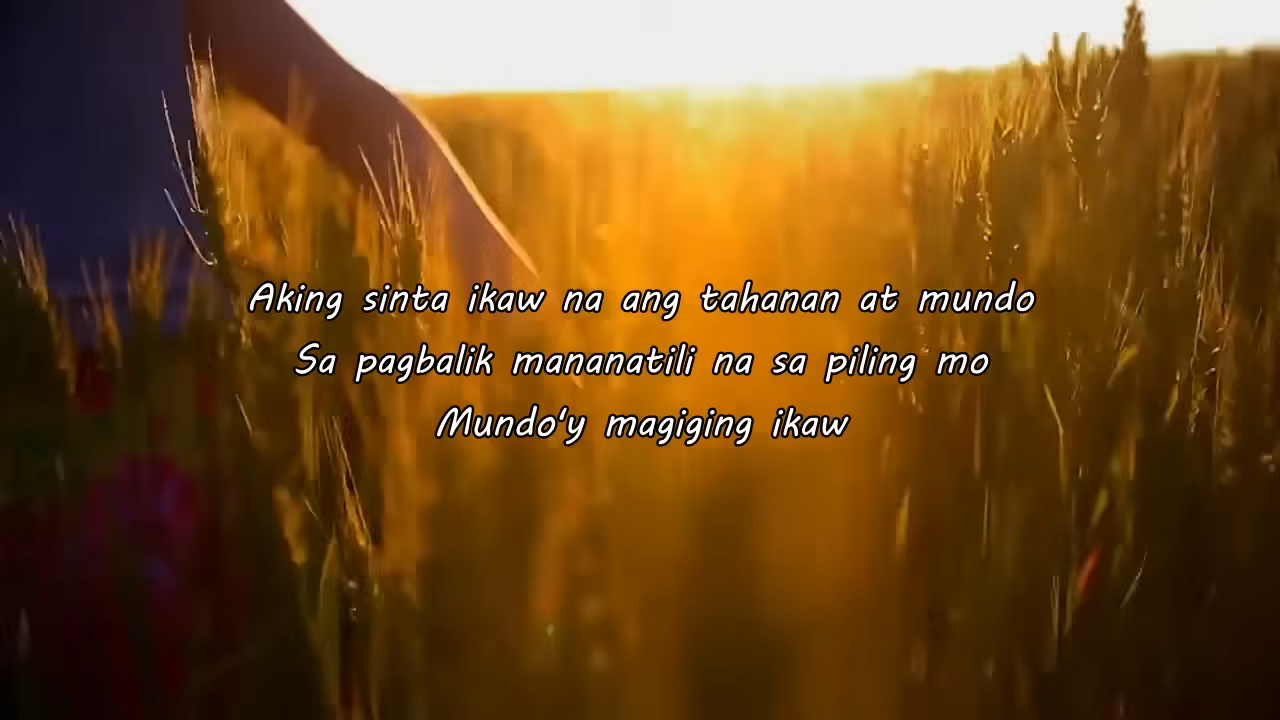 Aking sinta ikaw na ang tahanan at mundo
Sa pagbalik mananatili na sa piling mo
Mundo'y magiging ikaw